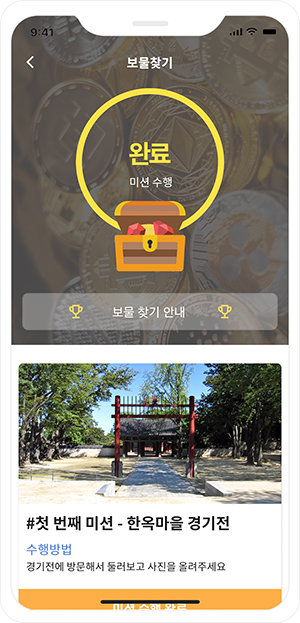 9:41
보물찾기
완료
미션 수행
보물 찾기 안내
#첫 번째 미션 - 한옥마을 경기전
수행방법
경기전에 방문해서 둘러보고 사진을 올려주세요
미션 수행 완료